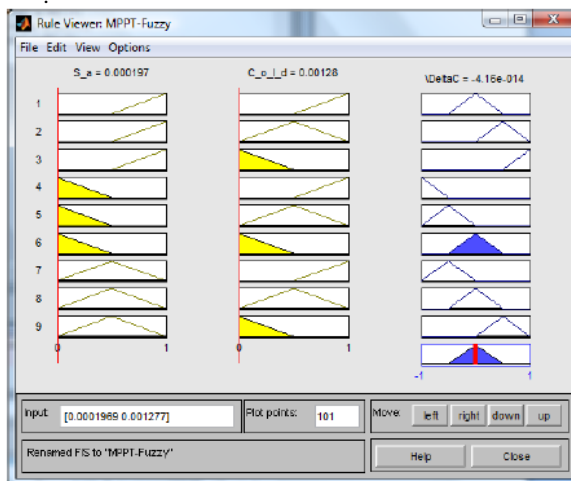 Rule Viewer: MPPT-Fuzzy
File Edit View Options
S_a = 0.000197
C_o_l_d = 0.00128
\DeltaC = -4.16e-014
1
2
3
4
5
6
7
8
9
0 1
0 1
-1 1
Input: [0.0001969 0.001277]
Plot points: 101
Move: left right down up
Renamed FIS to "MPPT-Fuzzy"
Help Close